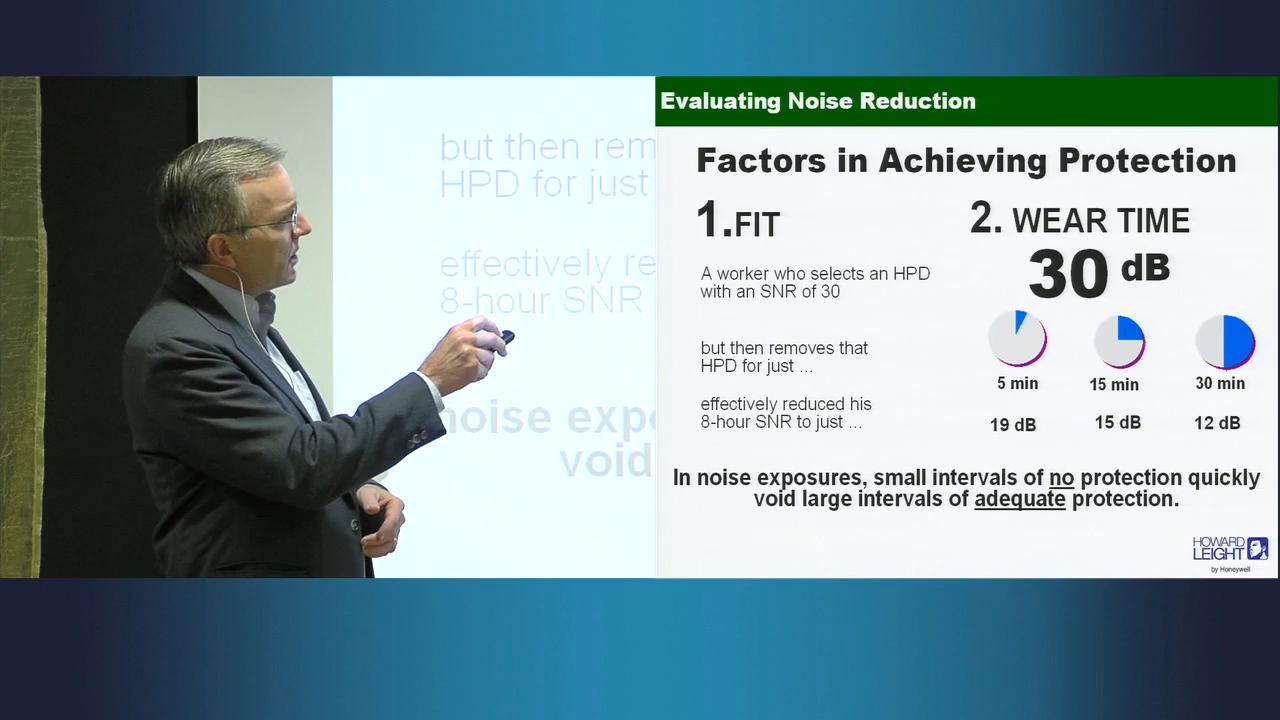 but then rem
HPD for just
effectively re
8-hour SNR
noise expo
void
Evaluating Noise Reduction
Factors in Achieving Protection
1.FIT
2. WEAR TIME
30 dB
A worker who selects an HPD
with an SNR of 30
but then removes that
HPD for just ...
5 min
15 min
30 min
effectively reduced his
8-hour SNR to just ...
19 dB
15 dB
12 dB
In noise exposures, small intervals of no protection quickly
void large intervals of adequate protection.
HOWARD
LEIGHT
by Honeywell